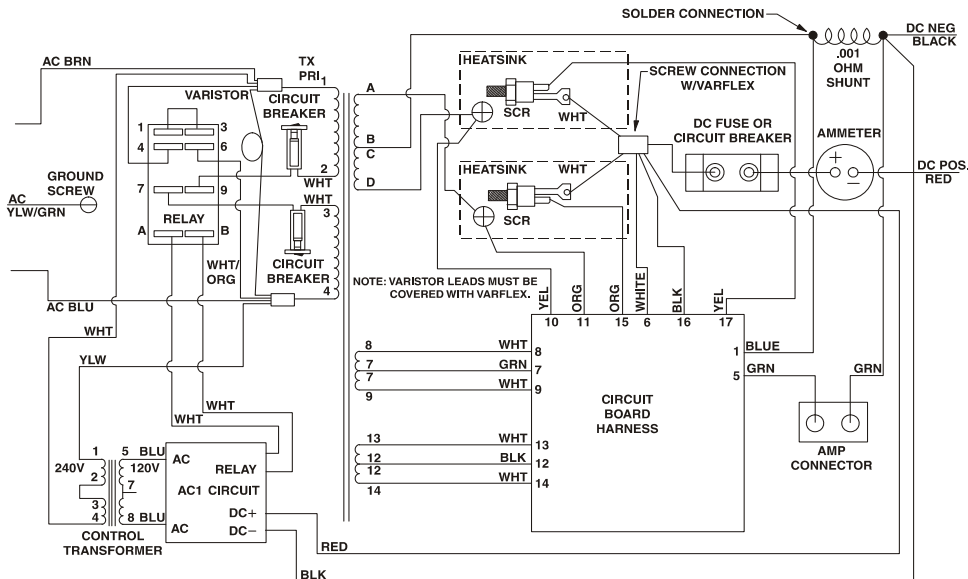 SOLDER CONNECTION
DC NEG
BLACK
.001
OHM
SHUNT
AC BRN
TX
PRI
1
VARISTOR
CIRCUIT
BREAKER
2
WHT
A
B
C
D
HEATSINK
SCR
WHT
SCREW CONNECTION
W/VARFLEX
DC FUSE OR
CIRCUIT BREAKER
AMMETER
+
−
DC POS.
RED
1 3
4 6
7 9
RELAY
A B
GROUND
SCREW
AC
YLW/GRN
WHT
3
HEATSINK
WHT
SCR
CIRCUIT
BREAKER
4
WHT/
ORG
NOTE: VARISTOR LEADS MUST BE
COVERED WITH VARFLEX.
AC BLU
WHT
YLW
WHT
WHT
YEL
ORG
ORG
WHITE
BLK
YEL
10 11 15 6 16 17
8 WHT 8
7 GRN 7
7 WHT 9
9
13 WHT 13
12 BLK 12
12 WHT 14
14
CIRCUIT
BOARD
HARNESS
1 BLUE
5 GRN
GRN
AMP
CONNECTOR
1 5 BLU
240V 120V
2 7
3
4 8 BLU
CONTROL
TRANSFORMER
AC
RELAY
AC1 CIRCUIT
DC+
AC DC−
RED
BLK